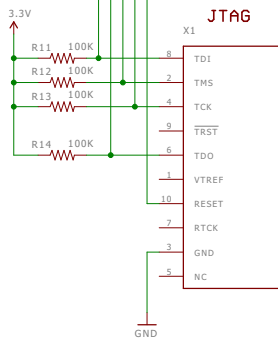 JTAG
3.3V
X1
R11 100K
8 TDI
R12 100K
2 TMS
R13 100K
4 TCK
9 TRST
R14 100K
6 TDO
1 VTREF
10 RESET
7 RTCK
3 GND
5 NC
GND